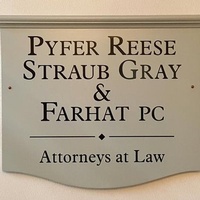 Pyfer Reese
Straub Gray
&
Farhat PC
Attorneys at Law